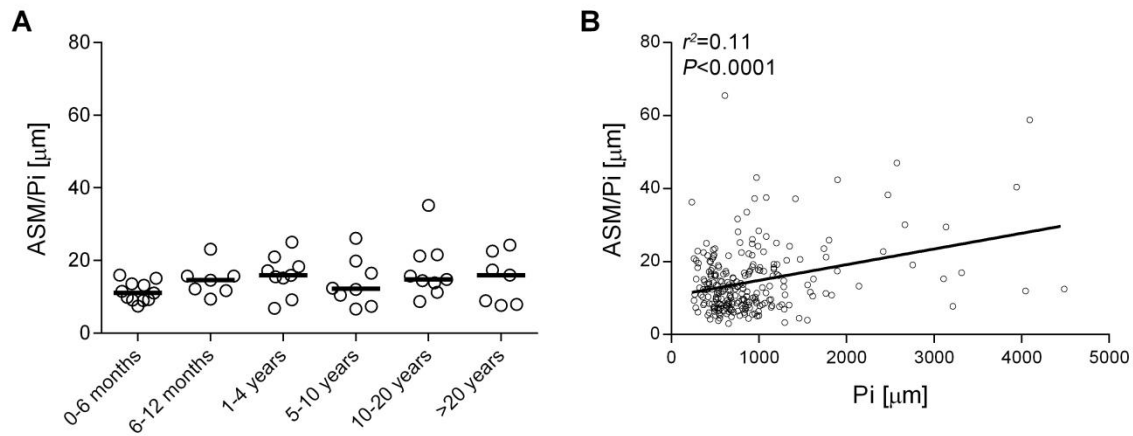 A
ASM/Pi [µm]
80
60
40
20
0
0-6 months
6-12 months
1-4 years
5-10 years
10-20 years
>20 years
B
r²=0.11
P<0.0001
ASM/Pi [µm]
80
60
40
20
0
0
1000
2000
3000
4000
5000
Pi [µm]